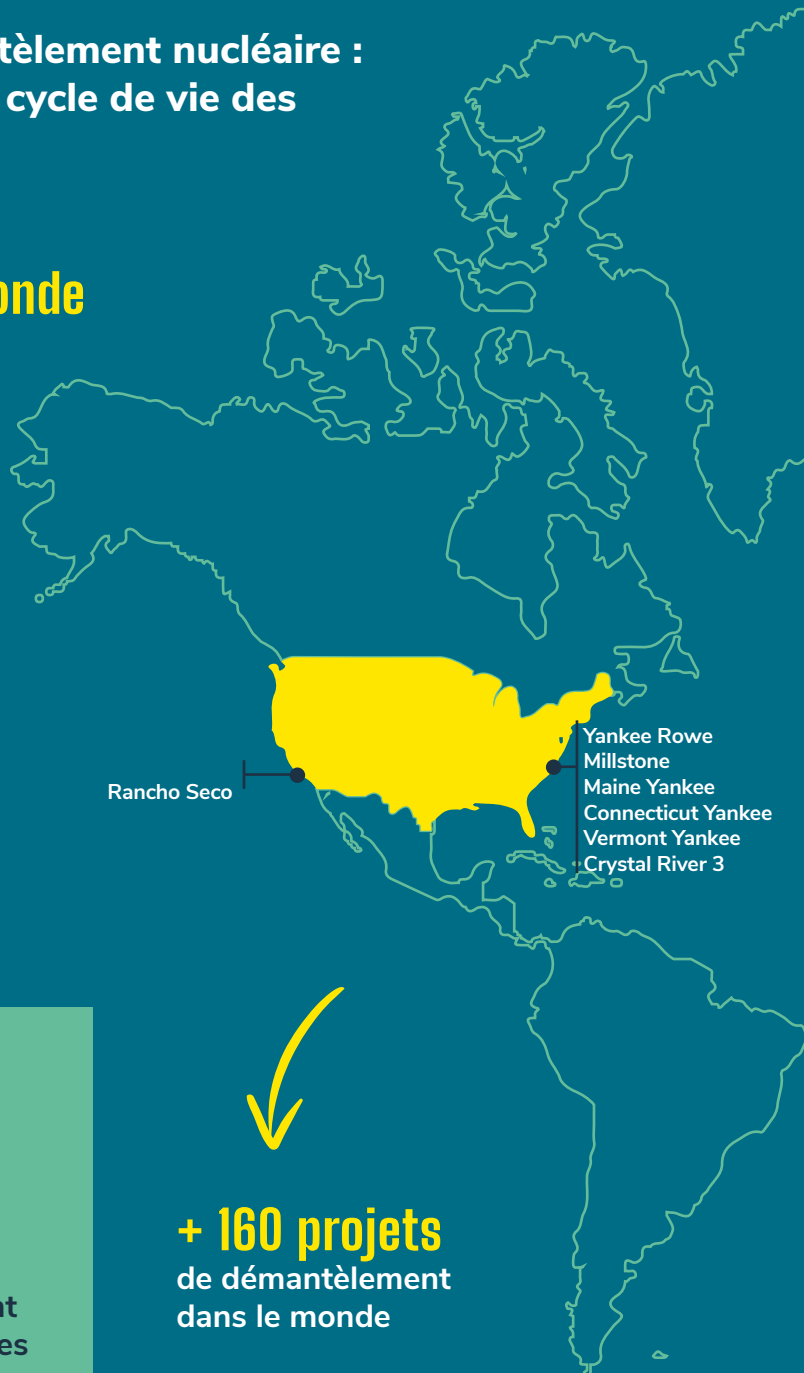 tèlement nucléaire :
cycle de vie des
onde
Yankee Rowe
Millstone
Maine Yankee
Connecticut Yankee
Vermont Yankee
Crystal River 3
Rancho Seco
+ 160 projets
de démantèlement
dans le monde
nt
es